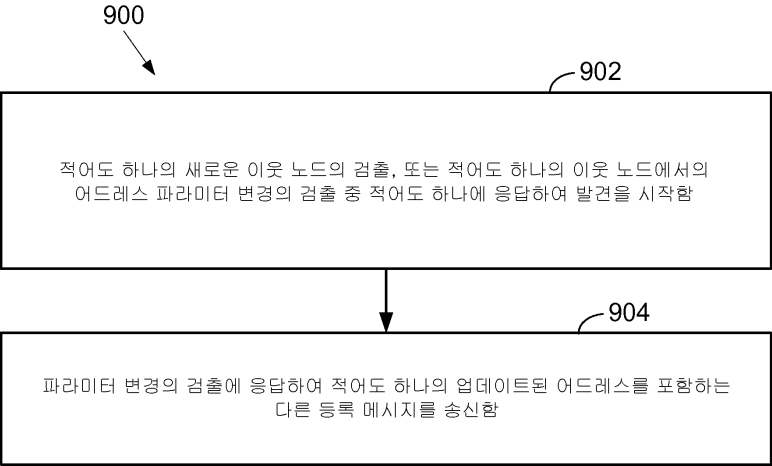 900
902
적어도 하나의 새로운 이웃 노드의 검출, 또는 적어도 하나의 이웃 노드에서의
어드레스 파라미터 변경의 검출 중 적어도 하나에 응답하여 발견을 시작함
904
파라미터 변경의 검출에 응답하여 적어도 하나의 업데이트된 어드레스를 포함하는
다른 등록 메시지를 송신함